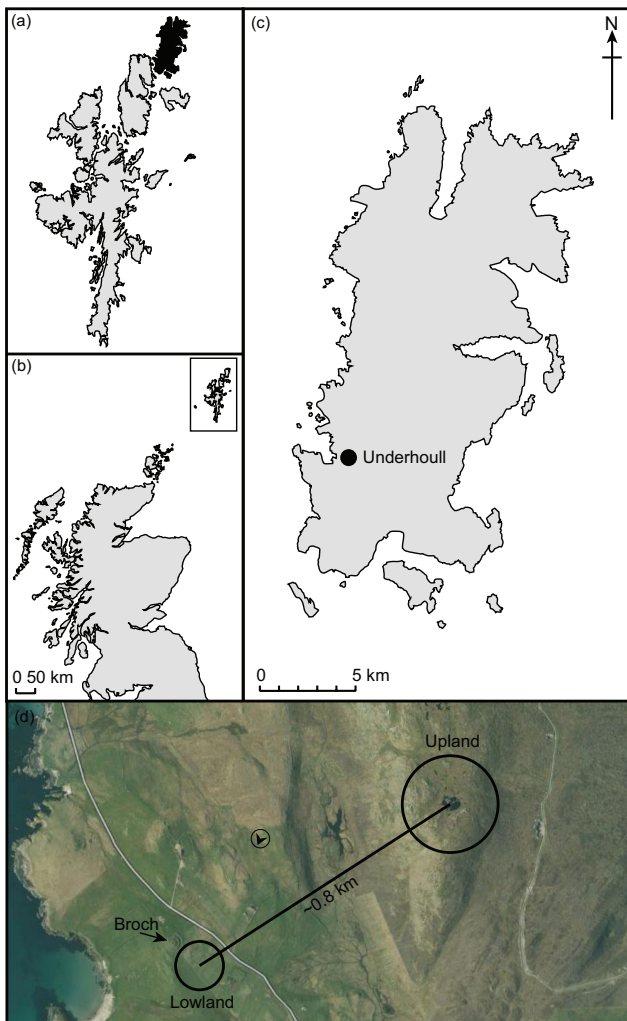 (a)
(b)
0 50 km
(c)
N
Underhoull
0 5 km
(d)
Upland
~0.8 km
Broch
Lowland